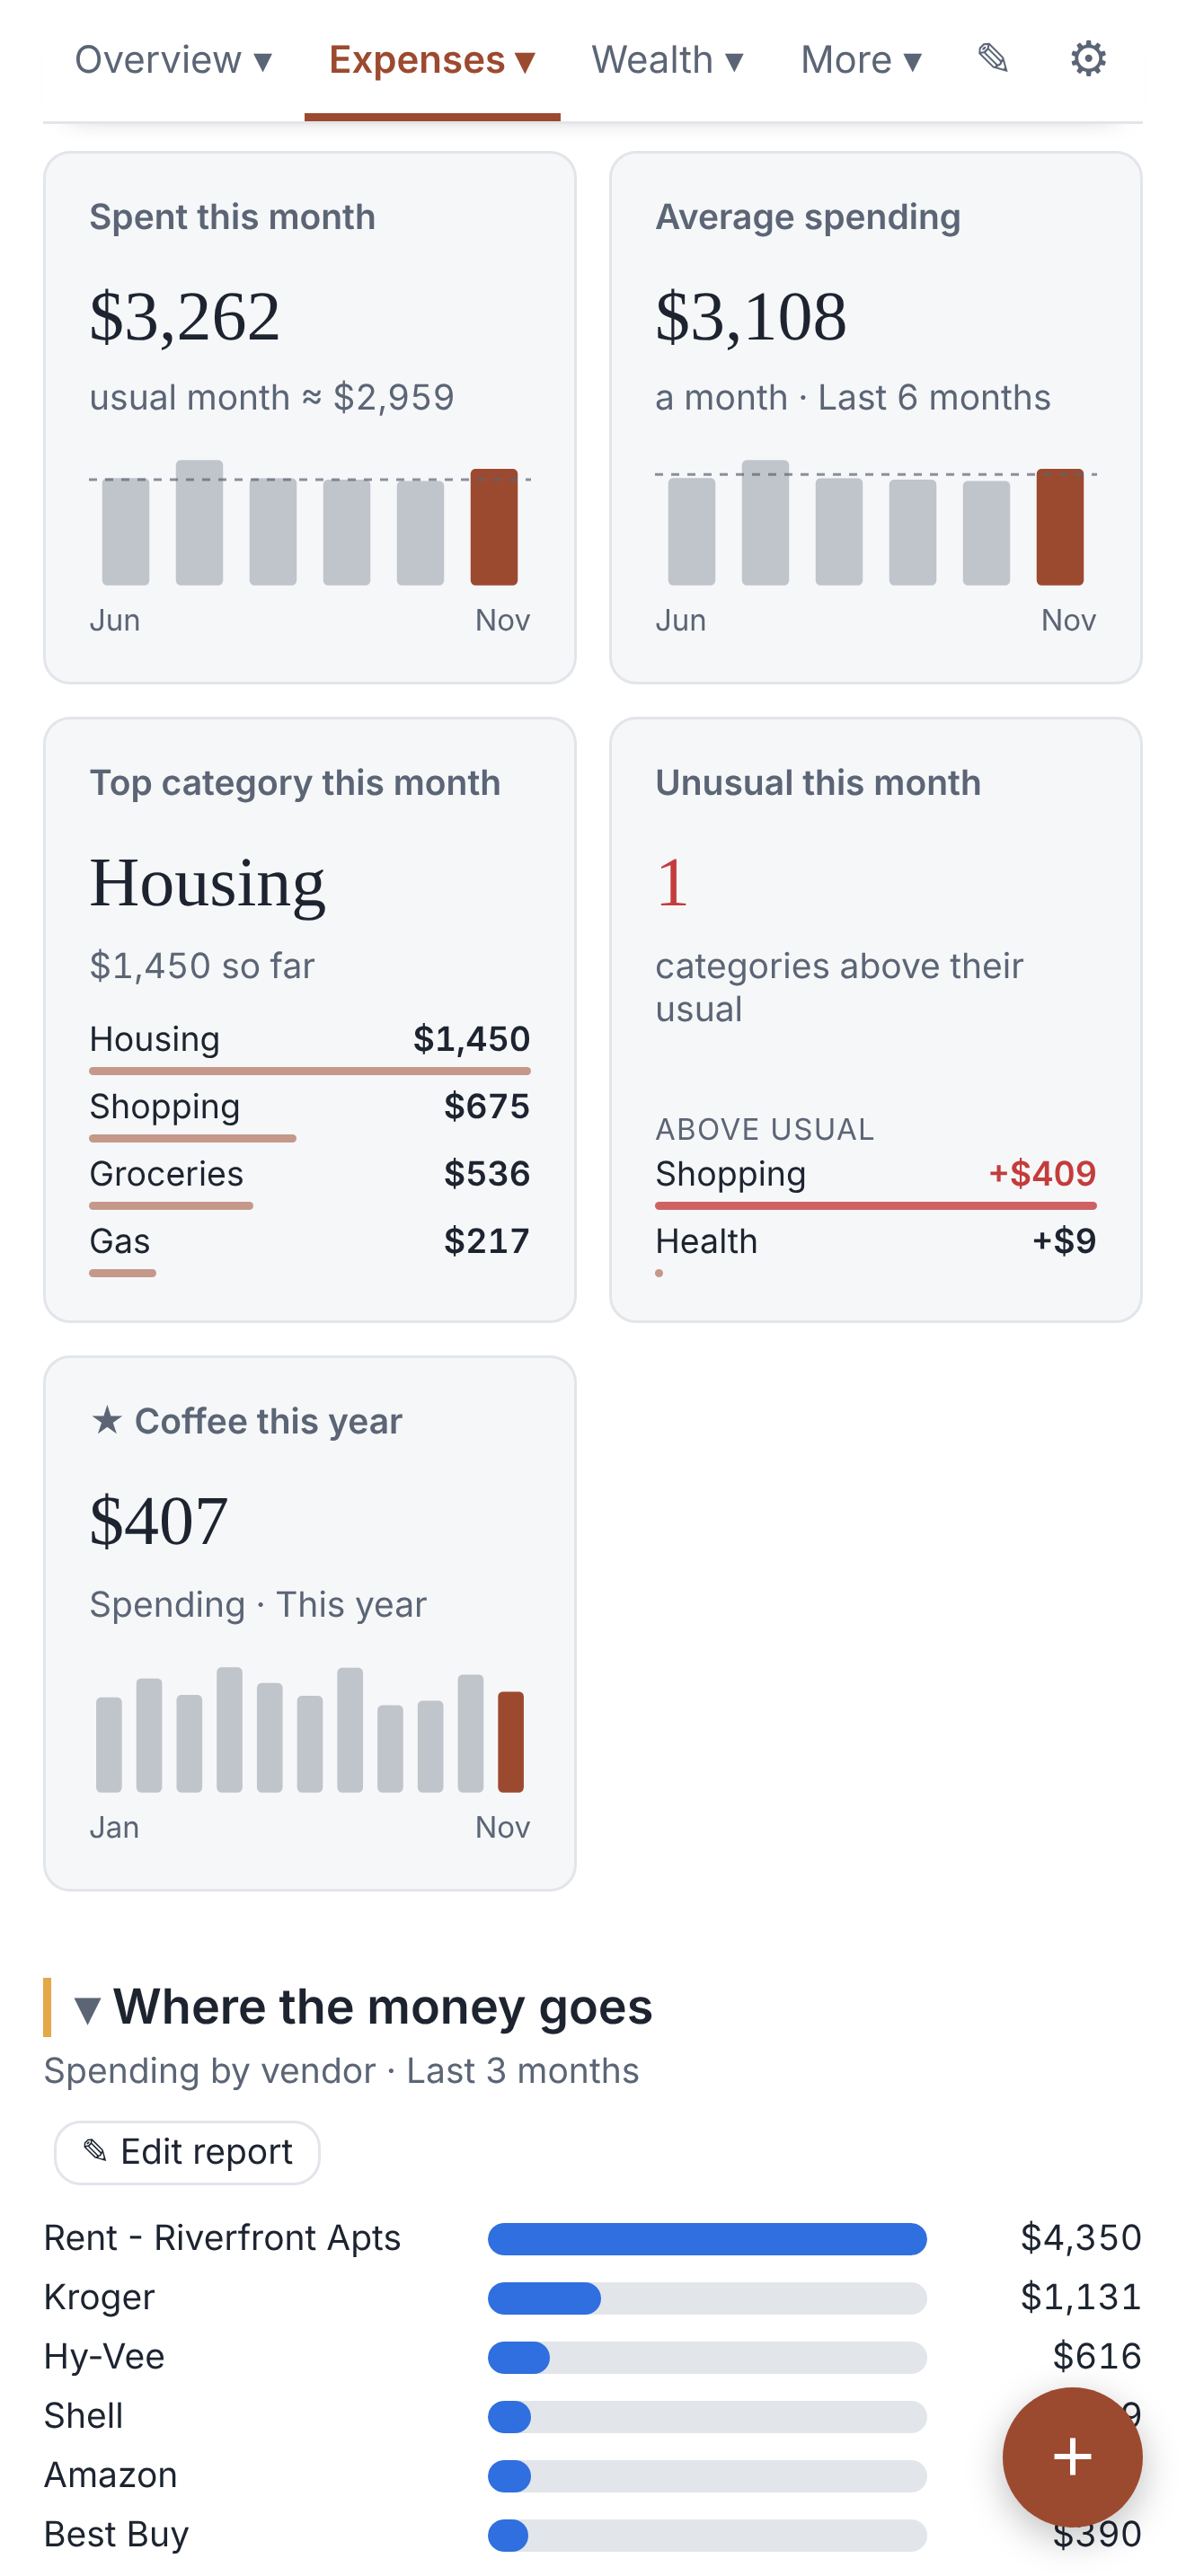 Overview ▾
Expenses ▾
Wealth ▾
More ▾
Spent this month
$3,262
usual month ≈ $2,959
Jun
Nov
Average spending
$3,108
a month · Last 6 months
Jun
Nov
Top category this month
Housing
$1,450 so far
Housing $1,450
Shopping $675
Groceries $536
Gas $217
Unusual this month
1
categories above their
usual
ABOVE USUAL
Shopping +$409
Health +$9
★ Coffee this year
$407
Spending · This year
Jan
Nov
▾ Where the money goes
Spending by vendor · Last 3 months
✎ Edit report
Rent - Riverfront Apts $4,350
Kroger $1,131
Hy-Vee $616
Shell
Amazon
Best Buy $390
+